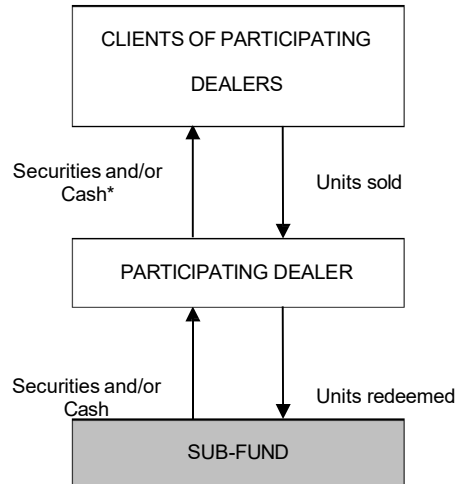 CLIENTS OF PARTICIPATING
DEALERS
Securities and/or
Cash*
Units sold
PARTICIPATING DEALER
Securities and/or
Cash
Units redeemed
SUB-FUND